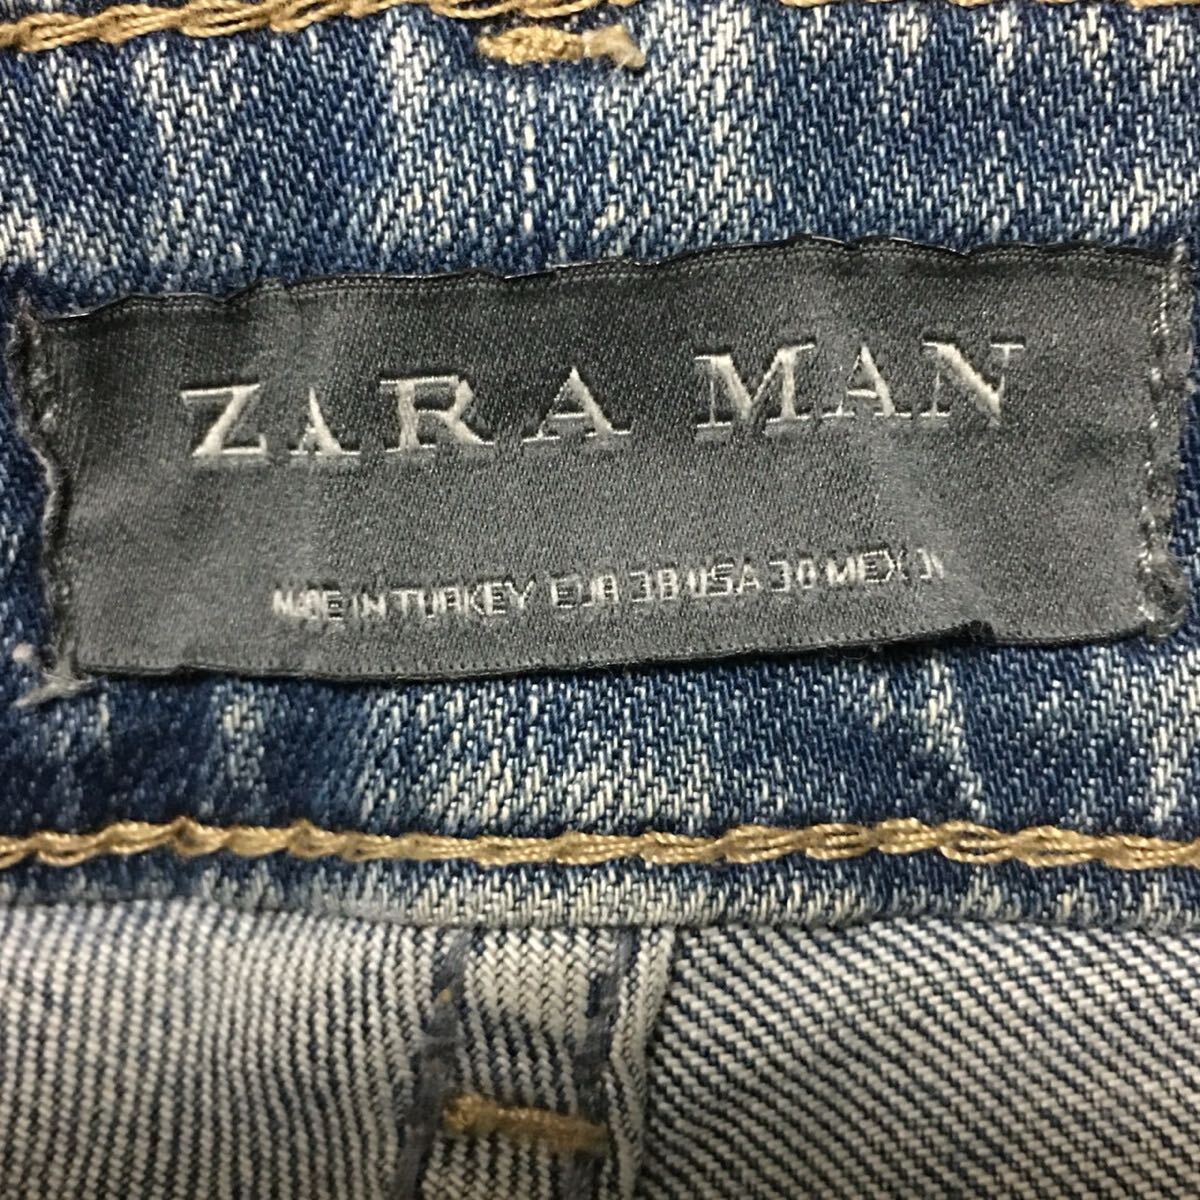 ZARA MAN
MADE IN TURKEY EUR 38 USA 30 MEX